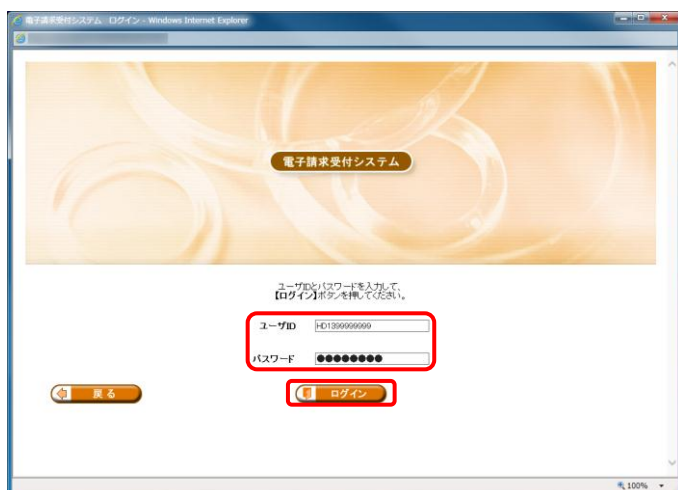 電子請求受付システム ログイン - Windows Internet Explorer
電子請求受付システム
ユーザIDとパスワードを入力して、
【ログイン】ボタンを押してください。
ユーザID HD1399999999
パスワード ●●●●●●●●
戻る ログイン
100%